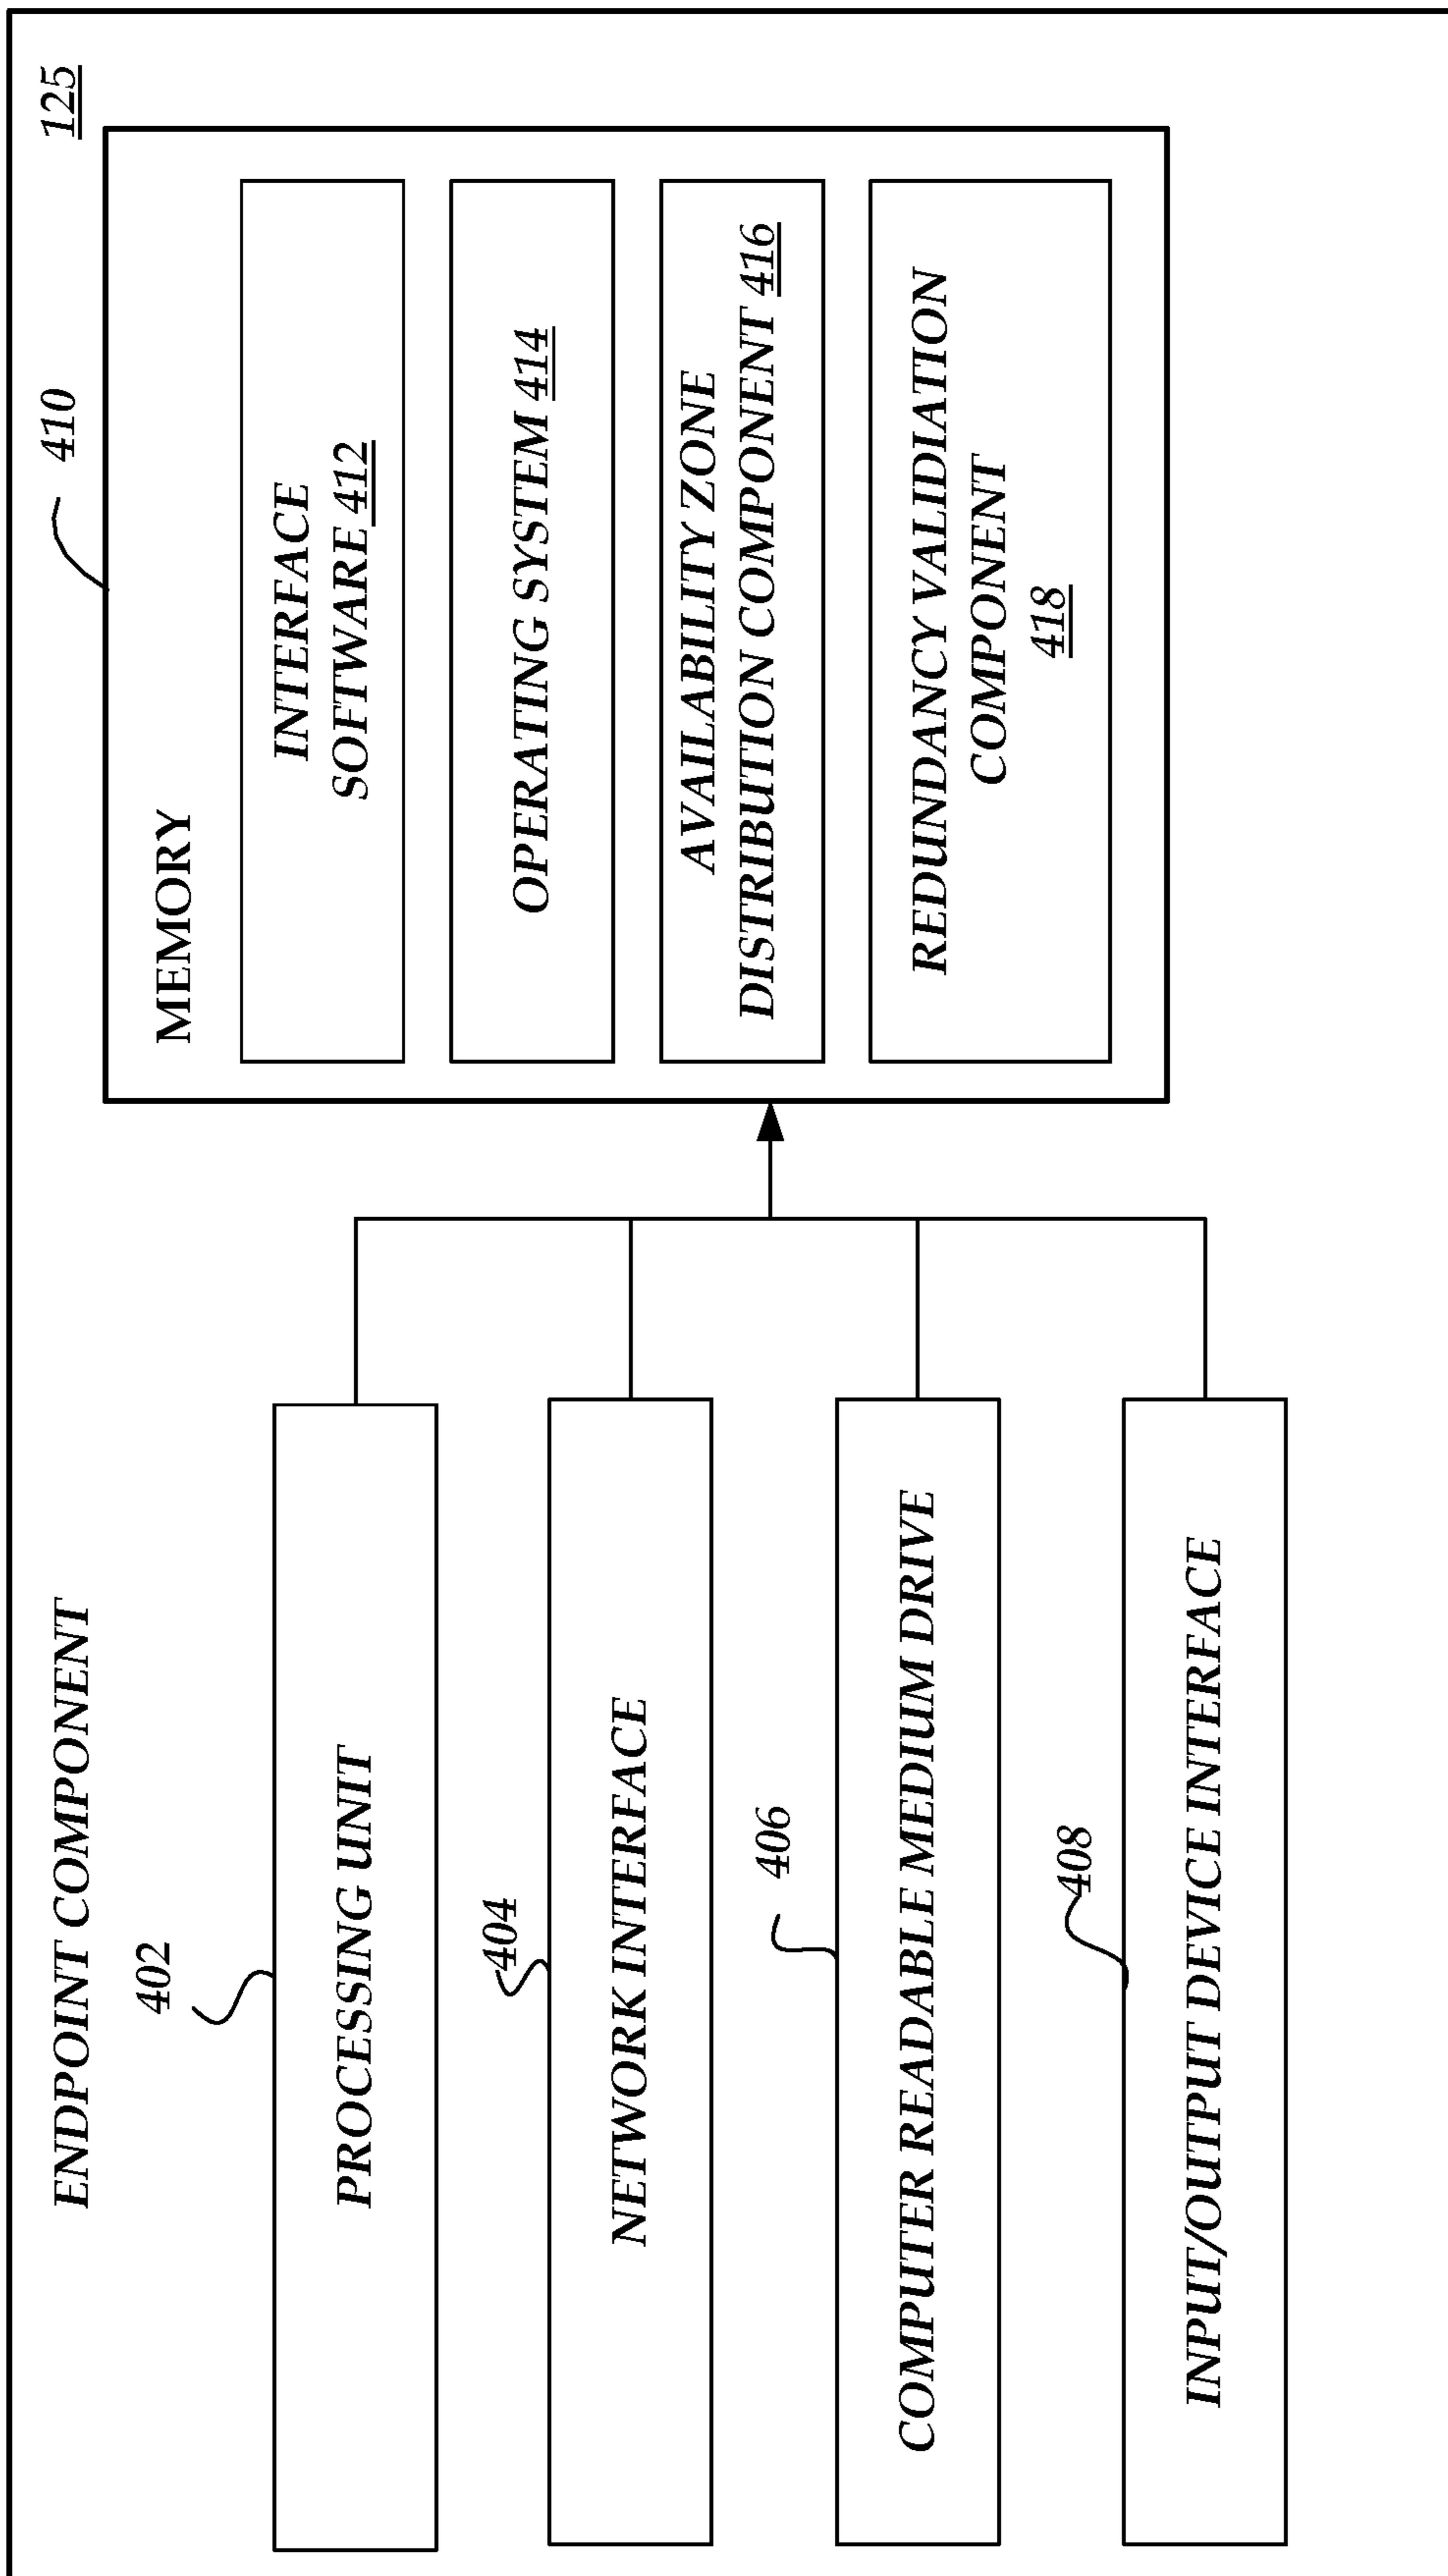 ENDPOINT COMPONENT
125
402
PROCESSING UNIT
404
NETWORK INTERFACE
406
COMPUTER READABLE MEDIUM DRIVE
408
INPUT/OUTPUT DEVICE INTERFACE
410
MEMORY
INTERFACE
SOFTWARE 412
OPERATING SYSTEM 414
AVAILABILITY ZONE
DISTRIBUTION COMPONENT 416
REDUNDANCY VALIDIATION
COMPONENT
418